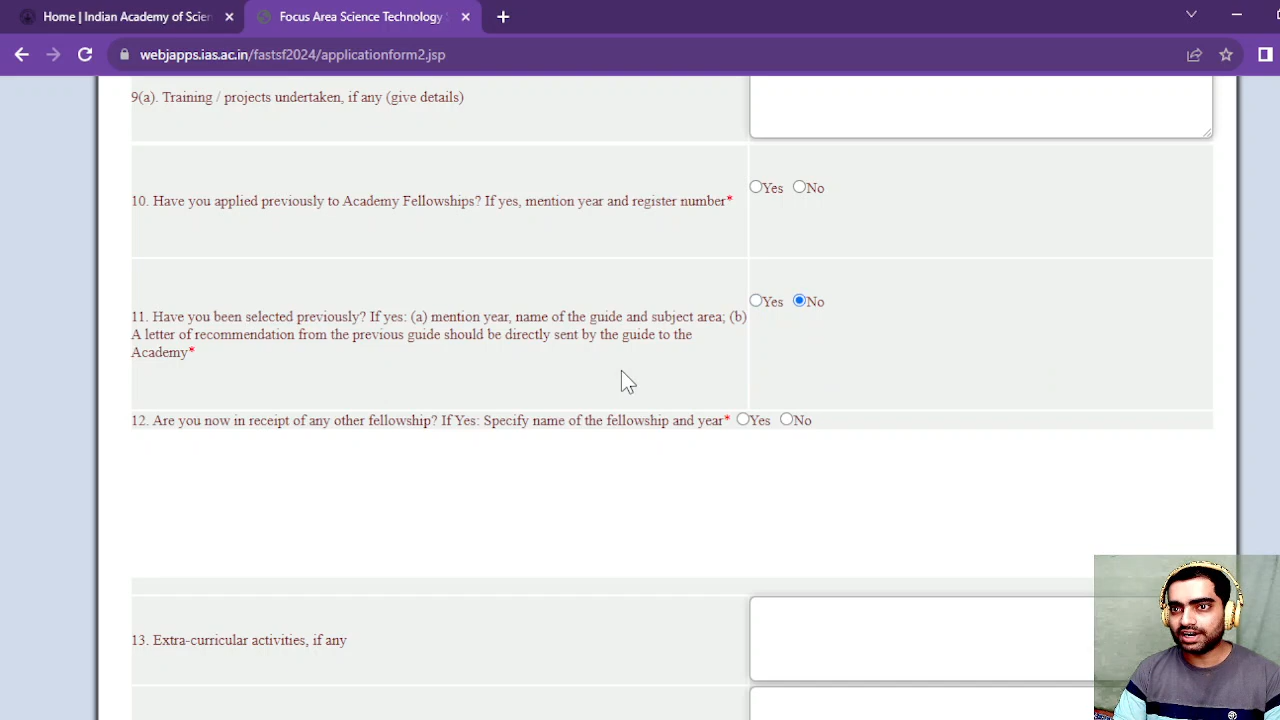 Home | Indian Academy of Scien
Focus Area Science Technology
webjapps.ias.ac.in/fastsf2024/applicationform2.jsp
9(a). Training / projects undertaken, if any (give details)
10. Have you applied previously to Academy Fellowships? If yes, mention year and register number*
Yes No
11. Have you been selected previously? If yes: (a) mention year, name of the guide and subject area; (b)
A letter of recommendation from the previous guide should be directly sent by the guide to the
Academy*
Yes No
12. Are you now in receipt of any other fellowship? If Yes: Specify name of the fellowship and year* Yes No
13. Extra-curricular activities, if any